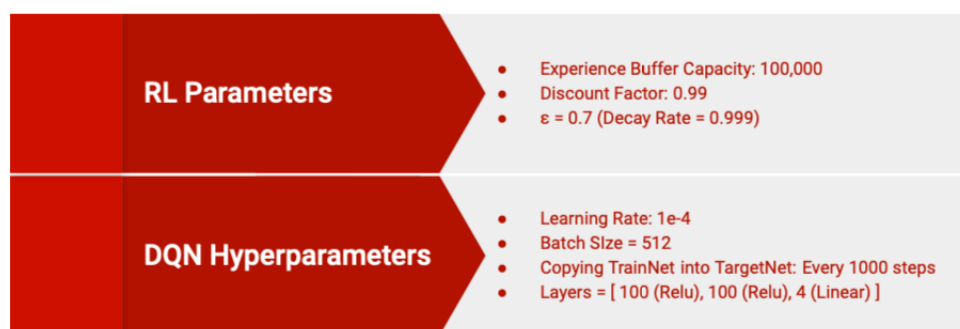 RL Parameters
● Experience Buffer Capacity: 100,000
● Discount Factor: 0.99
● ε = 0.7 (Decay Rate = 0.999)
DQN Hyperparameters
● Learning Rate: 1e-4
● Batch SIze = 512
● Copying TrainNet into TargetNet: Every 1000 steps
● Layers = [ 100 (Relu), 100 (Relu), 4 (Linear) ]